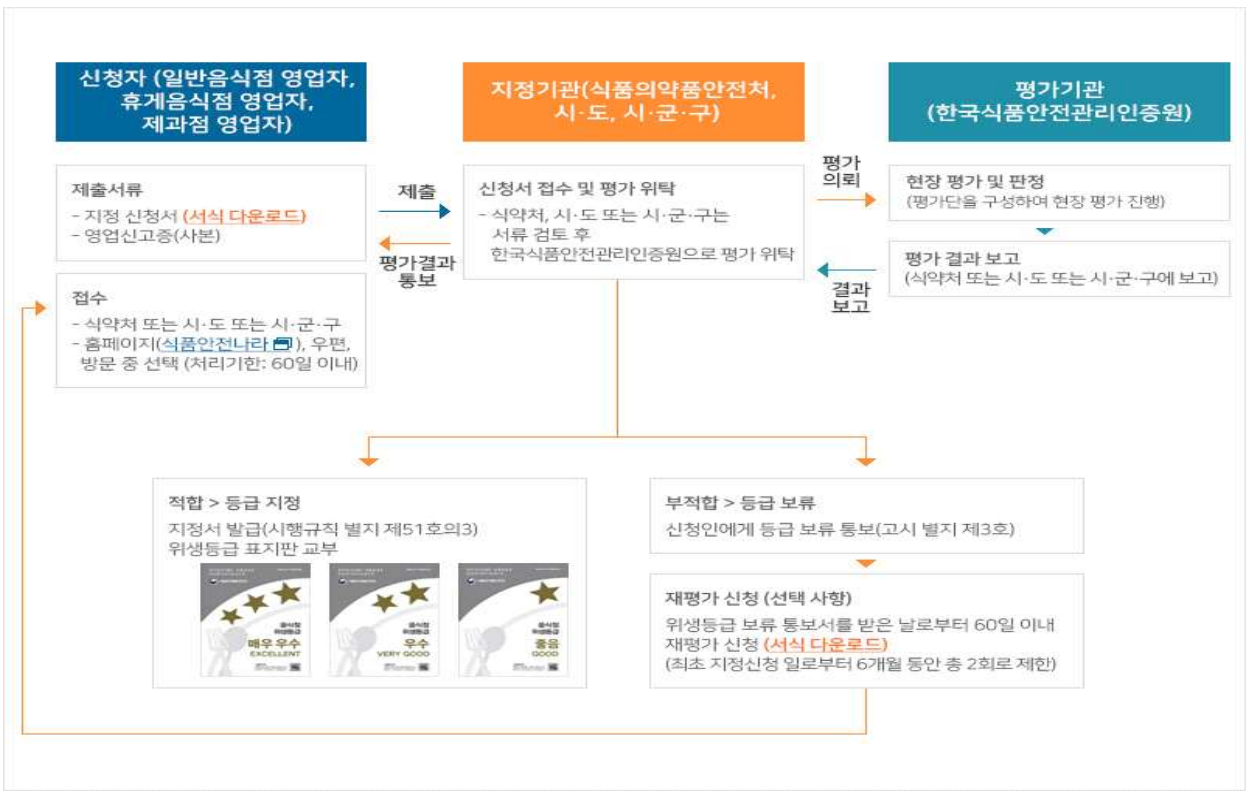 신청자 (일반음식점 영업자,
휴게음식점 영업자,
제과점 영업자)
지정기관(식품의약품안전처,
시·도, 시·군·구)
평가기관
(한국식품안전관리인증원)
제출서류
- 지정 신청서 (서식 다운로드)
- 영업신고증(사본)
제출
평가결과
통보
신청서 접수 및 평가 위탁
- 식약처, 시·도 또는 시·군·구는
서류 검토 후
한국식품안전관리인증원으로 평가 위탁
평가
의뢰
결과
보고
현장 평가 및 판정
(평가단을 구성하여 현장 평가 진행)
평가 결과 보고
(식약처 또는 시·도 또는 시·군·구에 보고)
접수
- 식약처 또는 시·도 또는 시·군·구
- 홈페이지(식품안전나라), 우편,
방문 중 선택 (처리기한: 60일 이내)
적합 > 등급 지정
지정서 발급(시행규칙 별지 제51호의3)
위생등급 표지판 교부
음식점
위생등급
매우 우수
EXCELLENT
음식점
위생등급
우수
VERY GOOD
음식점
위생등급
좋음
GOOD
부적합 > 등급 보류
신청인에게 등급 보류 통보(고시 별지 제3호)
재평가 신청 (선택 사항)
위생등급 보류 통보서를 받은 날로부터 60일 이내
재평가 신청 (서식 다운로드)
(최초 지정신청 일로부터 6개월 동안 총 2회로 제한)